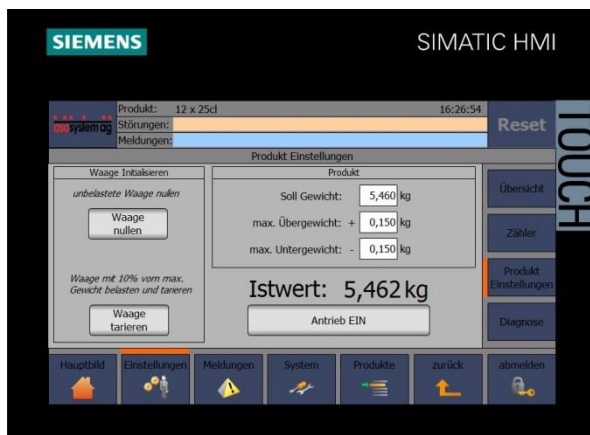 SIEMENS
SIMATIC HMI
TOUCH
Produkt: 12 x 25cl
16:26:54
asasystem ag
Störungen:
Meldungen:
Reset
Produkt Einstellungen
Waage Initialisieren
unbelastete Waage nullen
Waage
nullen
Waage mit 10% vom max.
Gewicht belasten und tarieren
Waage
tarieren
Produkt
Soll Gewicht: 5,460 kg
max. Übergewicht: + 0,150 kg
max. Untergewicht: - 0,150 kg
Istwert: 5,462 kg
Antrieb EIN
Übersicht
Zähler
Produkt
Einstellungen
Diagnose
Hauptbild
Einstellungen
Meldungen
System
Produkte
zurück
abmelden